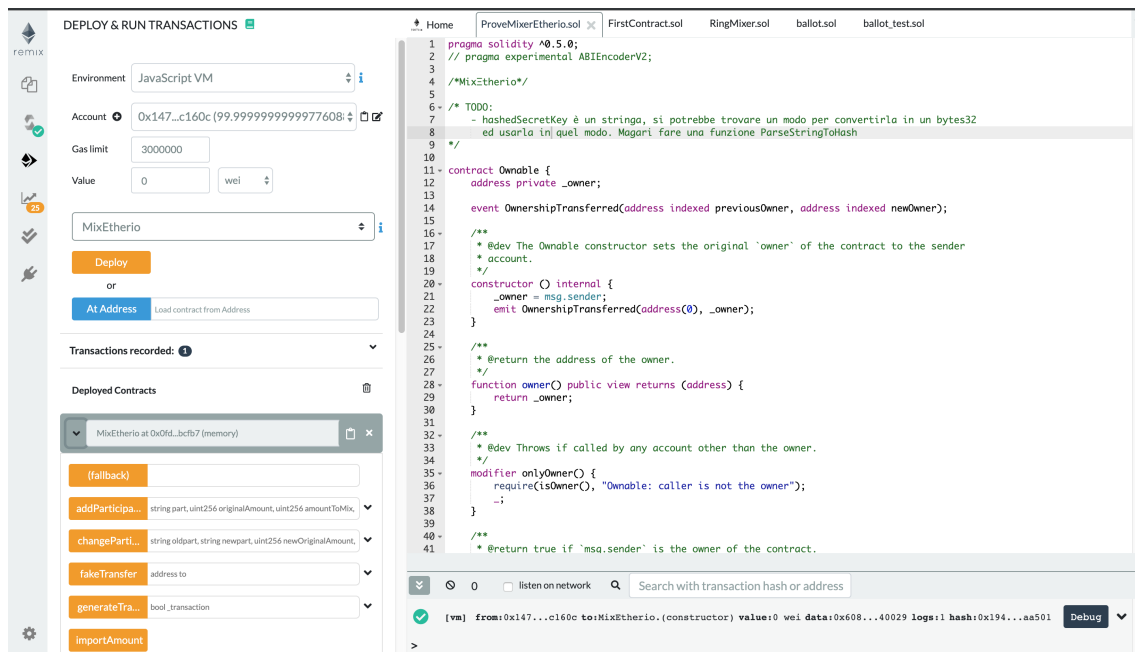 remix
25
DEPLOY & RUN TRANSACTIONS
Environment JavaScript VM
Account 0x147...c160c (99.9999999999977608
Gas limit 3000000
Value 0 wei
MixEtherio
Deploy
or
At Address Load contract from Address
Transactions recorded: 1
Deployed Contracts
MixEtherio at 0x0fd...bcfb7 (memory)
(fallback)
addParticipa... string part, uint256 originalAmount, uint256 amountToMix,
changeParti... string oldpart, string newpart, uint256 newOriginalAmount,
fakeTransfer address to
generateTra... bool _transaction
importAmount
Home ProveMixerEtherio.sol FirstContract.sol RingMixer.sol ballot.sol ballot_test.sol
1 pragma solidity ^0.5.0;
2 // pragma experimental ABIEncoderV2;
3
4 /*MixΞtherio*/
5
6 /* TODO:
7 - hashedSecretKey è un stringa, si potrebbe trovare un modo per convertirla in un bytes32
8 ed usarla in quel modo. Magari fare una funzione ParseStringToHash
9 */
10
11 contract Ownable {
12 address private _owner;
13
14 event OwnershipTransferred(address indexed previousOwner, address indexed newOwner);
15
16 /**
17 * @dev The Ownable constructor sets the original `owner` of the contract to the sender
18 * account.
19 */
20 constructor () internal {
21 _owner = msg.sender;
22 emit OwnershipTransferred(address(0), _owner);
23 }
24
25 /**
26 * @return the address of the owner.
27 */
28 function owner() public view returns (address) {
29 return _owner;
30 }
31
32 /**
33 * @dev Throws if called by any account other than the owner.
34 */
35 modifier onlyOwner() {
36 require(isOwner(), "Ownable: caller is not the owner");
37 _;
38 }
39
40 /**
41 * @return true if `msg.sender` is the owner of the contract.
0 listen on network Search with transaction hash or address
[vm] from:0x147...c160c to:MixEtherio.(constructor) value:0 wei data:0x608...40029 logs:1 hash:0x194...aa501 Debug
>